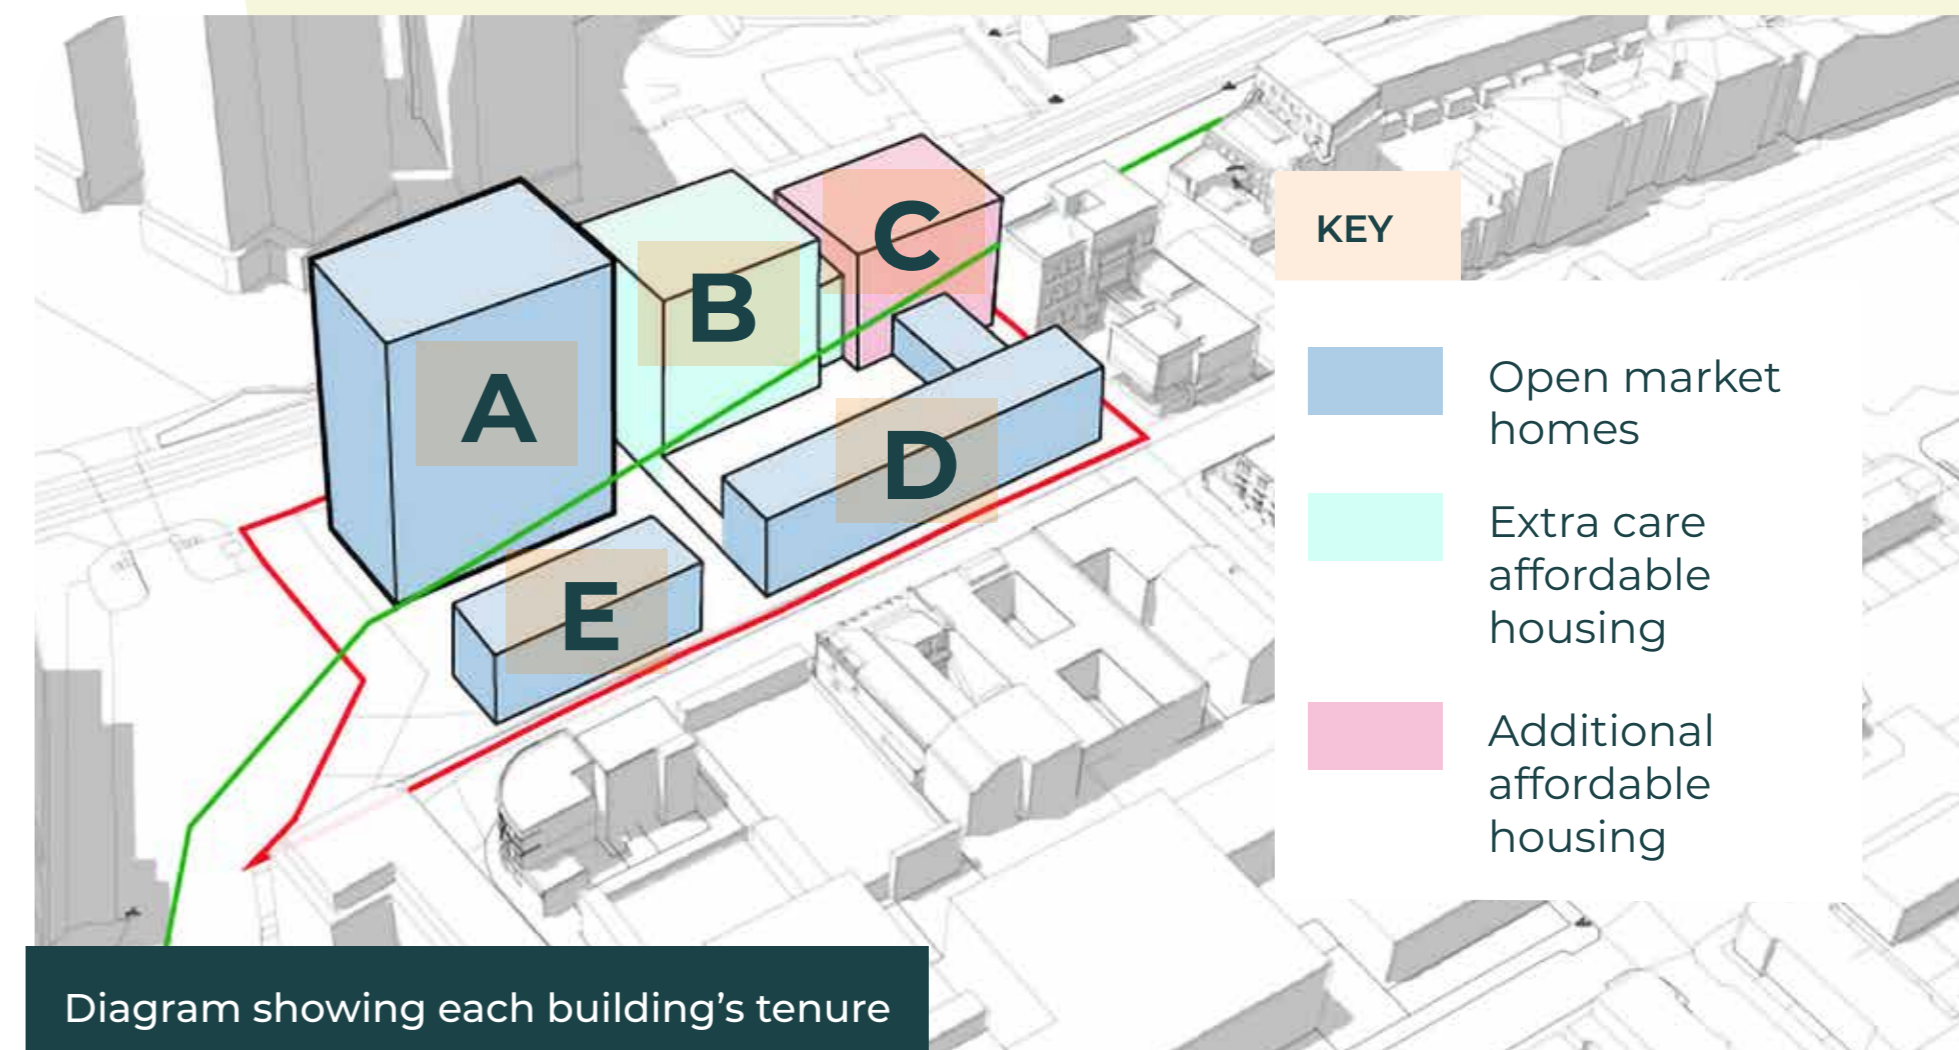 A
B
C
D
E
KEY
Open market
homes
Extra care
affordable
housing
Additional
affordable
housing
Diagram showing each building’s tenure